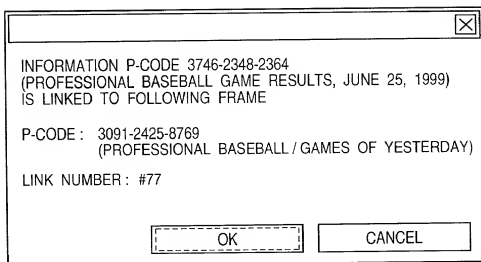 INFORMATION P-CODE 3746-2348-2364
(PROFESSIONAL BASEBALL GAME RESULTS, JUNE 25, 1999)
IS LINKED TO FOLLOWING FRAME
P-CODE : 3091-2425-8769
(PROFESSIONAL BASEBALL / GAMES OF YESTERDAY)
LINK NUMBER : #77
OK CANCEL